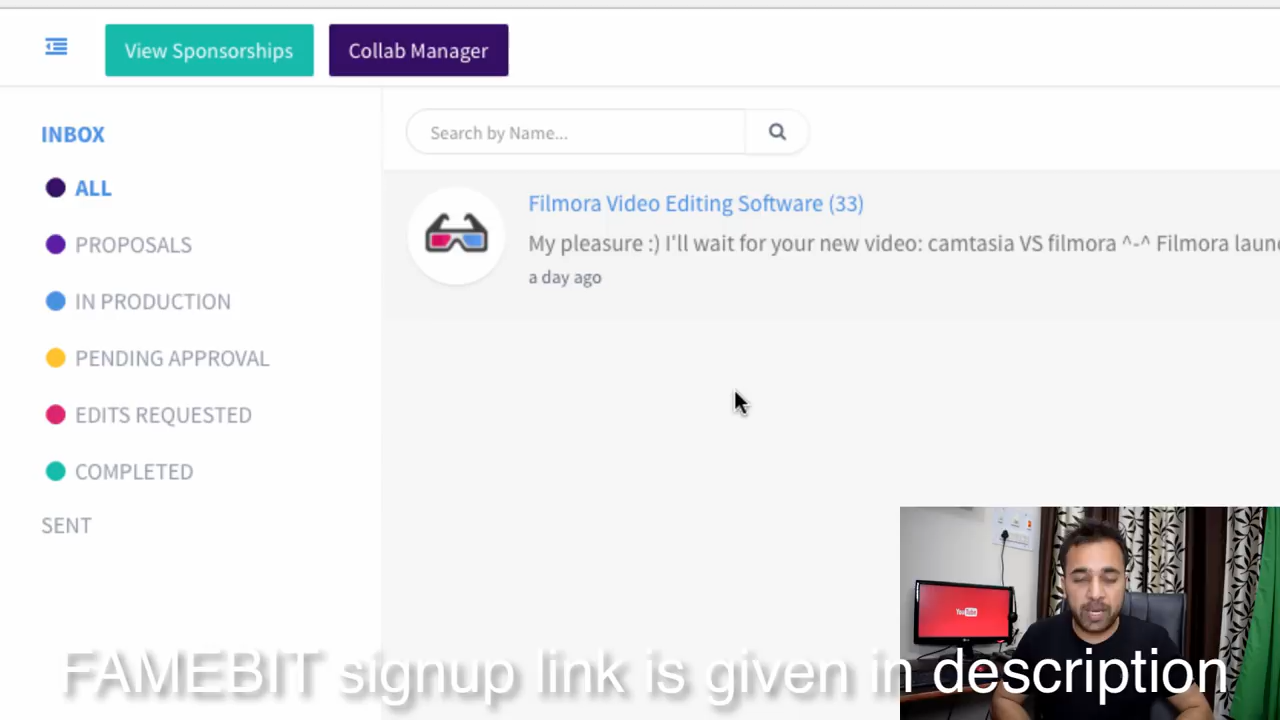 View Sponsorships
Collab Manager
INBOX
ALL
PROPOSALS
IN PRODUCTION
PENDING APPROVAL
EDITS REQUESTED
COMPLETED
SENT
Search by Name...
Filmora Video Editing Software (33)
My pleasure :) I'll wait for your new video: camtasia VS filmora ^-^ Filmora laun
a day ago
YouTube
FAMEBIT signup link is given in description